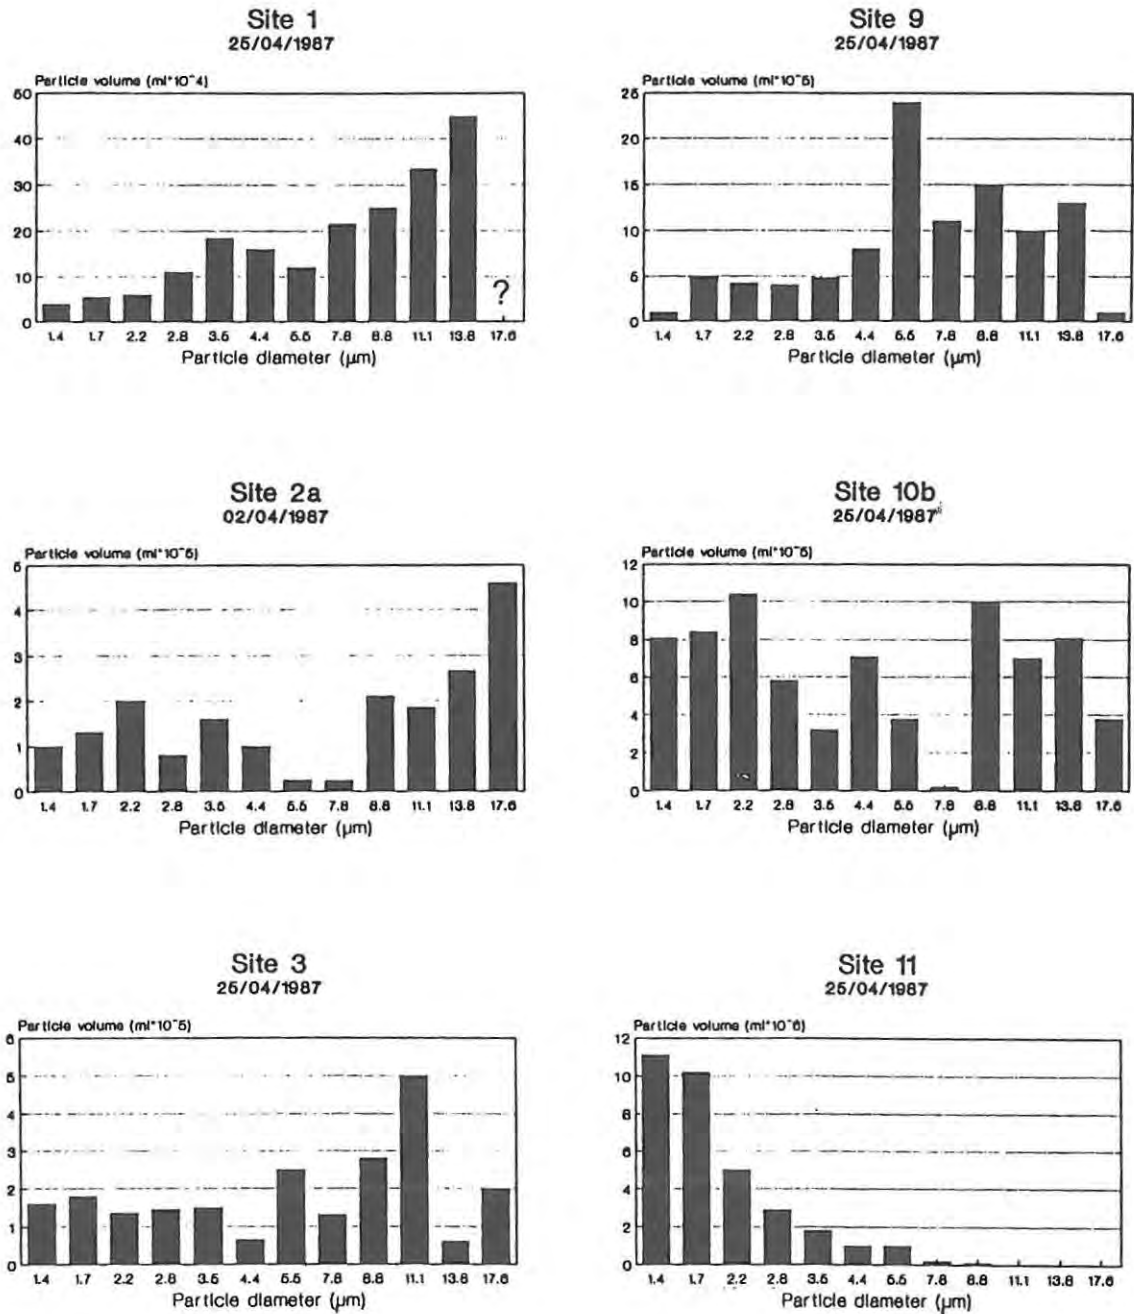 Site 1
25/04/1987
Particle volume (ml*10¯4)
50
40
30
20
10
0
?
1.4 1.7 2.2 2.8 3.5 4.4 5.5 7.8 8.8 11.1 13.8 17.6
Particle diameter (µm)
Site 9
25/04/1987
Particle volume (ml*10¯5)
25
20
15
10
5
0
1.4 1.7 2.2 2.8 3.5 4.4 5.5 7.8 8.8 11.1 13.8 17.6
Particle diameter (µm)
Site 2a
02/04/1987
Particle volume (ml*10¯5)
5
4
3
2
1
0
1.4 1.7 2.2 2.8 3.5 4.4 5.5 7.8 8.8 11.1 13.8 17.6
Particle diameter (µm)
Site 10b
25/04/1987
Particle volume (ml*10¯5)
12
10
8
6
4
2
0
1.4 1.7 2.2 2.8 3.5 4.4 5.5 7.8 8.8 11.1 13.8 17.6
Particle diameter (µm)
Site 3
25/04/1987
Particle volume (ml*10¯5)
6
5
4
3
2
1
0
1.4 1.7 2.2 2.8 3.5 4.4 5.5 7.8 8.8 11.1 13.8 17.6
Particle diameter (µm)
Site 11
25/04/1987
Particle volume (ml*10¯6)
12
10
8
6
4
2
0
1.4 1.7 2.2 2.8 3.5 4.4 5.5 7.8 8.8 11.1 13.8 17.6
Particle diameter (µm)